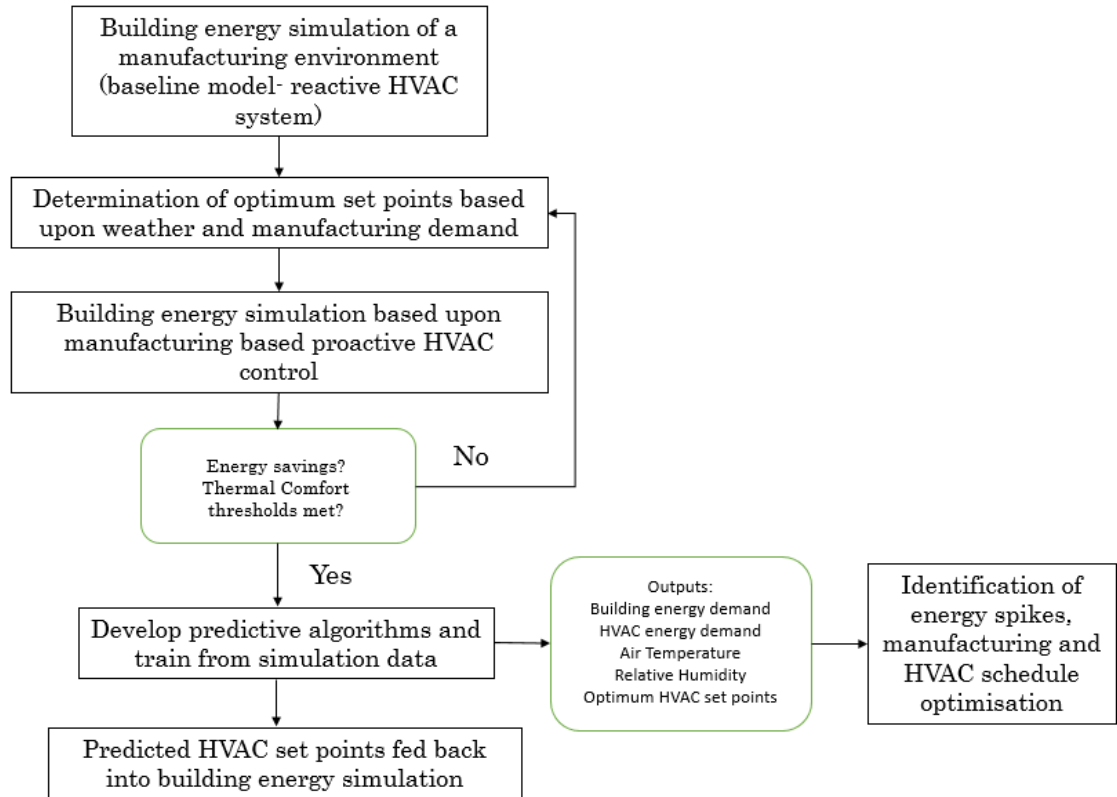 Building energy simulation of a
manufacturing environment
(baseline model- reactive HVAC
system)
Determination of optimum set points based
upon weather and manufacturing demand
Building energy simulation based upon
manufacturing based proactive HVAC
control
Energy savings?
Thermal Comfort
thresholds met?
No
Yes
Develop predictive algorithms and
train from simulation data
Outputs:
Building energy demand
HVAC energy demand
Air Temperature
Relative Humidity
Optimum HVAC set points
Identification of
energy spikes,
manufacturing and
HVAC schedule
optimisation
Predicted HVAC set points fed back
into building energy simulation